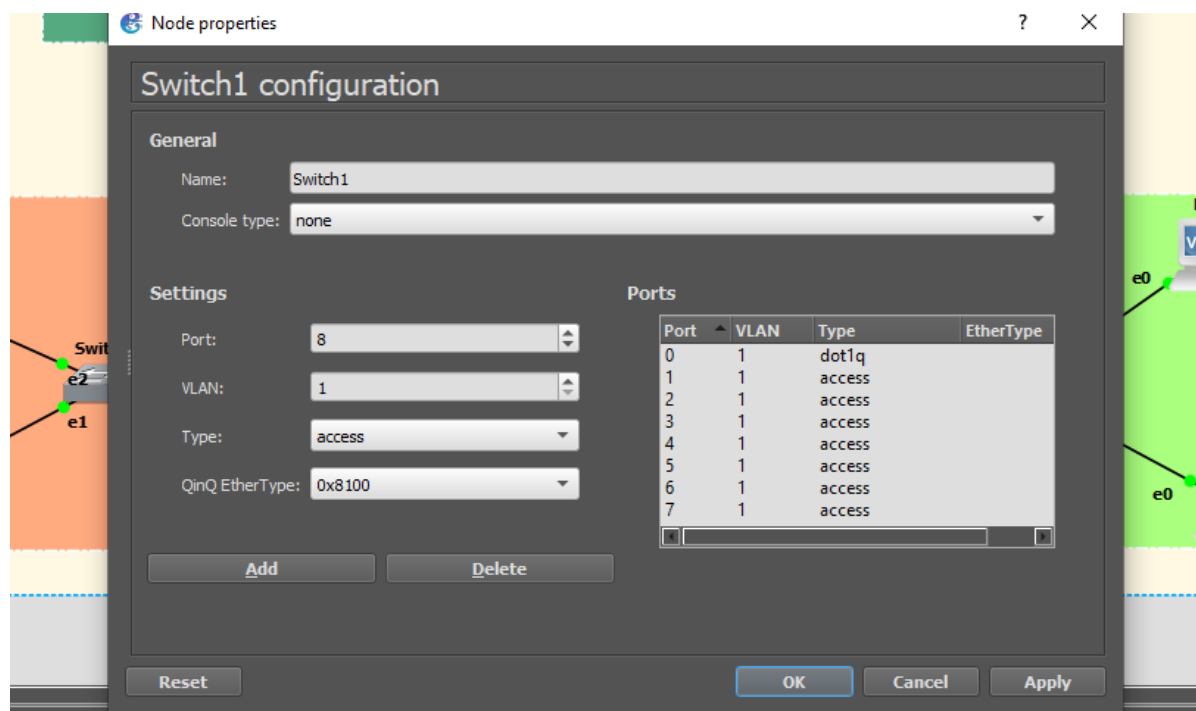 Node properties
?
Switch1 configuration
General
Name: Switch1
Console type: none
Settings
Port: 8
VLAN: 1
Type: access
QinQ EtherType: 0x8100
Add Delete
Ports
Port VLAN Type EtherType
0 1 dot1q
1 1 access
2 1 access
3 1 access
4 1 access
5 1 access
6 1 access
7 1 access
Reset OK Cancel Apply
Swit
e2
e1
e0
e0